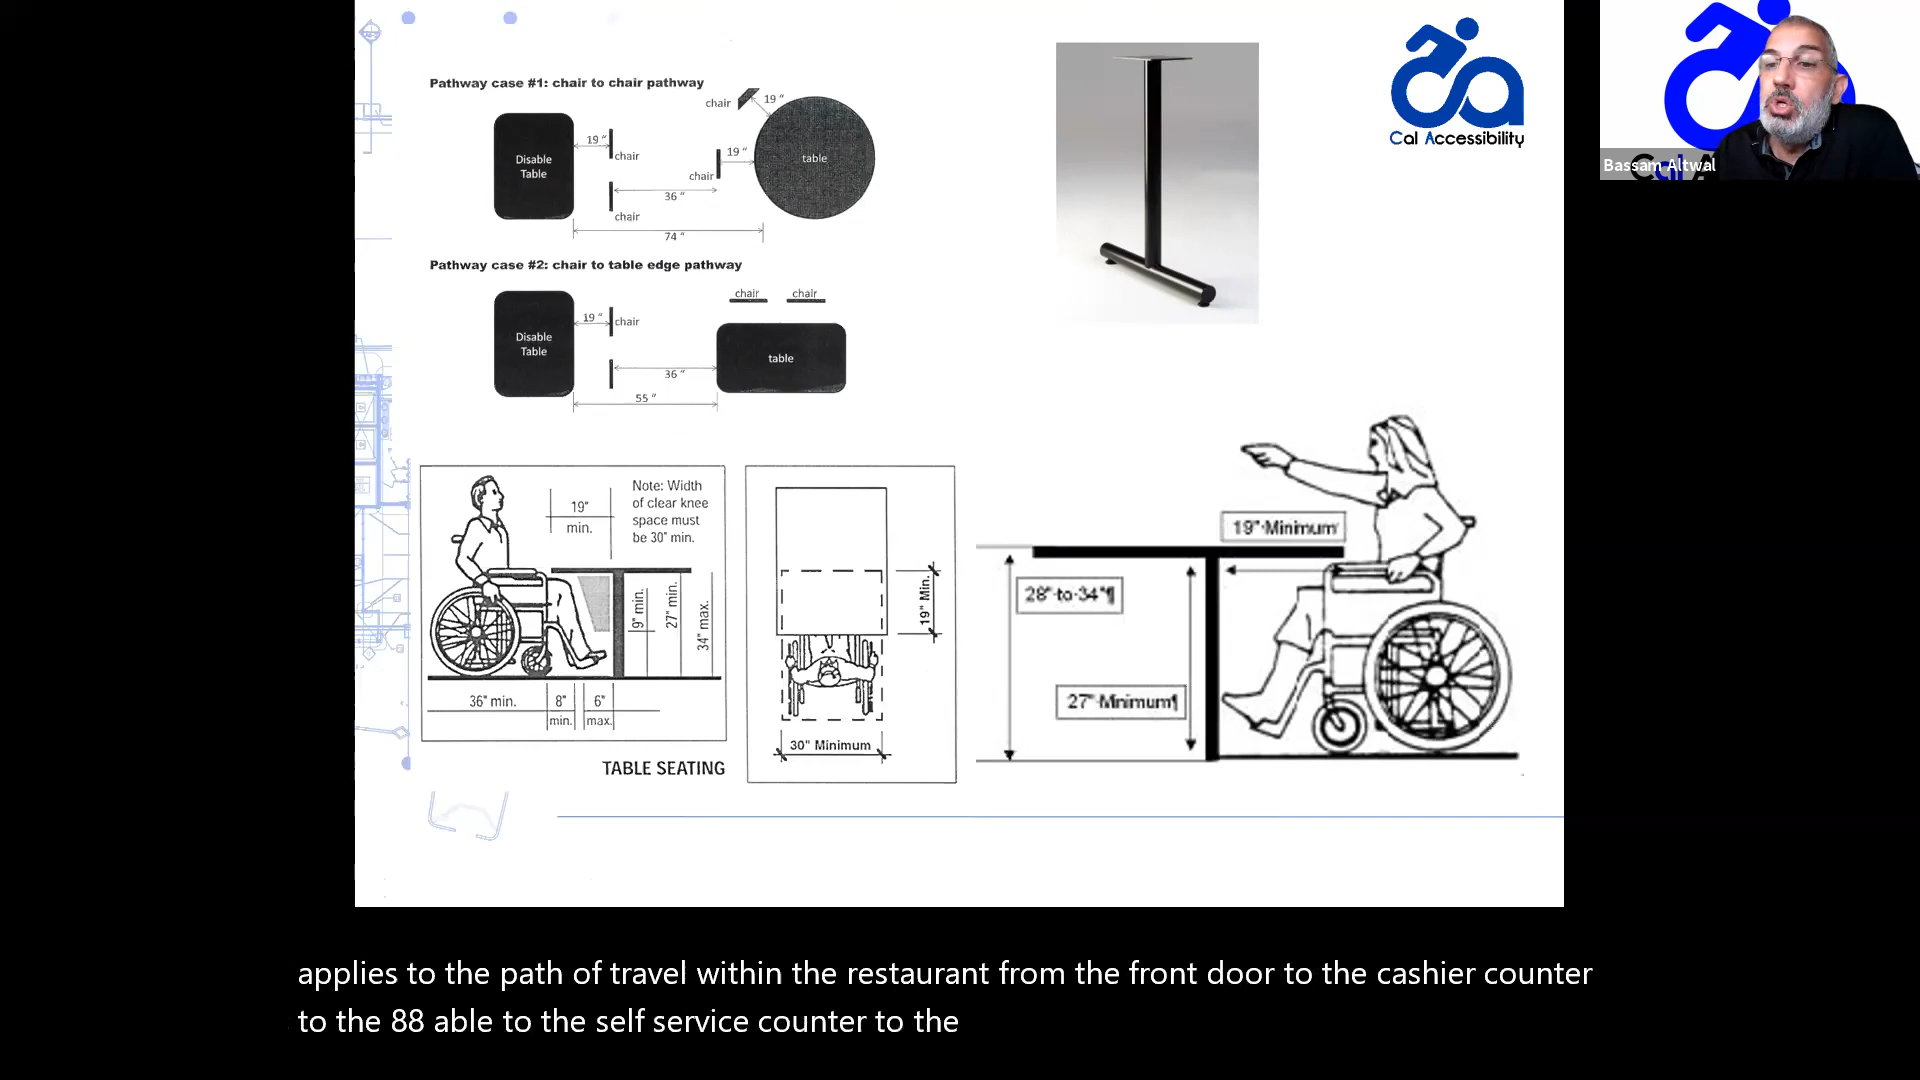 Pathway case #1: chair to chair pathway
chair
19 "
Disable
Table
19 "
chair
19 "
chair
table
36 "
chair
74 "
Pathway case #2: chair to table edge pathway
chair
chair
Disable
Table
19 "
chair
table
36 "
55 "
Cal Accessibility
Bassam Altwal
19"
min.
Note: Width
of clear knee
space must
be 30" min.
9" min.
27" min.
34" max.
36" min.
8"
min.
6"
max.
TABLE SEATING
19" Min.
30" Minimum
19" Minimum
28" to 34"¶
27" Minimum¶
applies to the path of travel within the restaurant from the front door to the cashier counter
to the 88 able to the self service counter to the